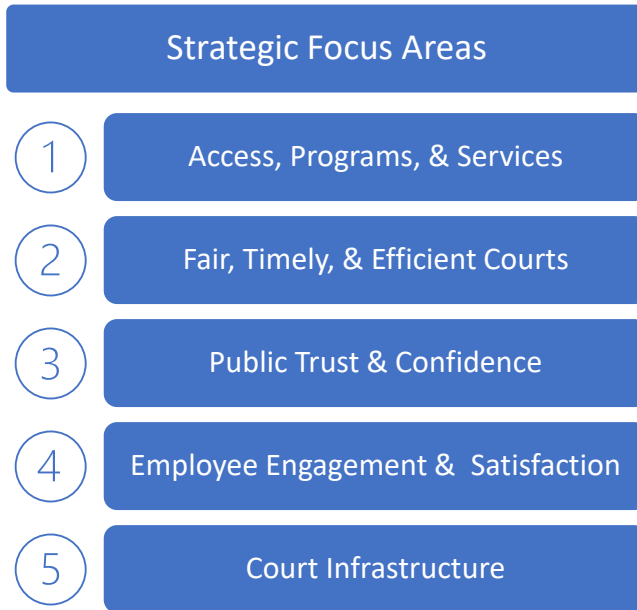 Strategic Focus Areas
1 Access, Programs, & Services
2 Fair, Timely, & Efficient Courts
3 Public Trust & Confidence
4 Employee Engagement &  Satisfaction
5 Court Infrastructure